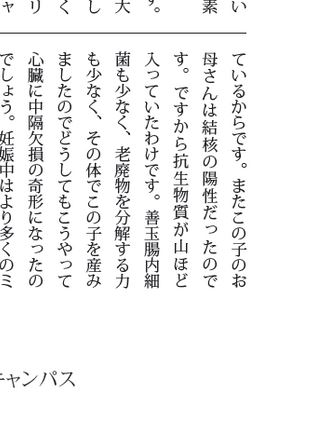 い
素
す。
大
し
く
リ
ャ
ているからです。またこの子のお
母さんは結核の陽性だったので
す。ですから抗生物質が山ほど
入っていたわけです。善玉腸内細
菌も少なく、老廃物を分解する力
も少なく、その体でこの子を産み
ましたのでどうしてもこうやって
心臓に中隔欠損の奇形になったの
でしょう。妊娠中はより多くのミ
キャンパス